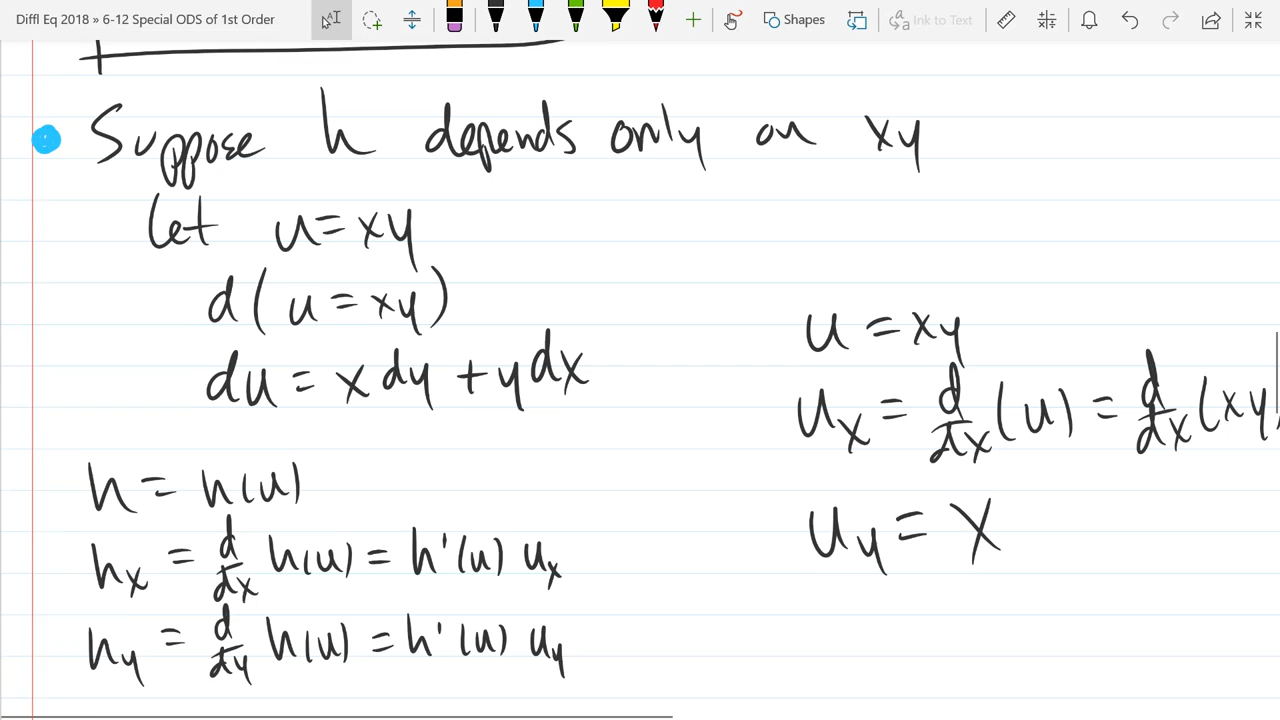 Diffl Eq 2018 » 6-12 Special ODS of 1st Order
Shapes
Ink to Text
Suppose h depends only on xy
Let u = xy
d(u = xy)
du = x dy + y dx
u = xy
u_x = d/dx (u) = d/dx (xy)
u_y = x
h = h(u)
h_x = d/dx h(u) = h'(u) u_x
h_y = d/dy h(u) = h'(u) u_y